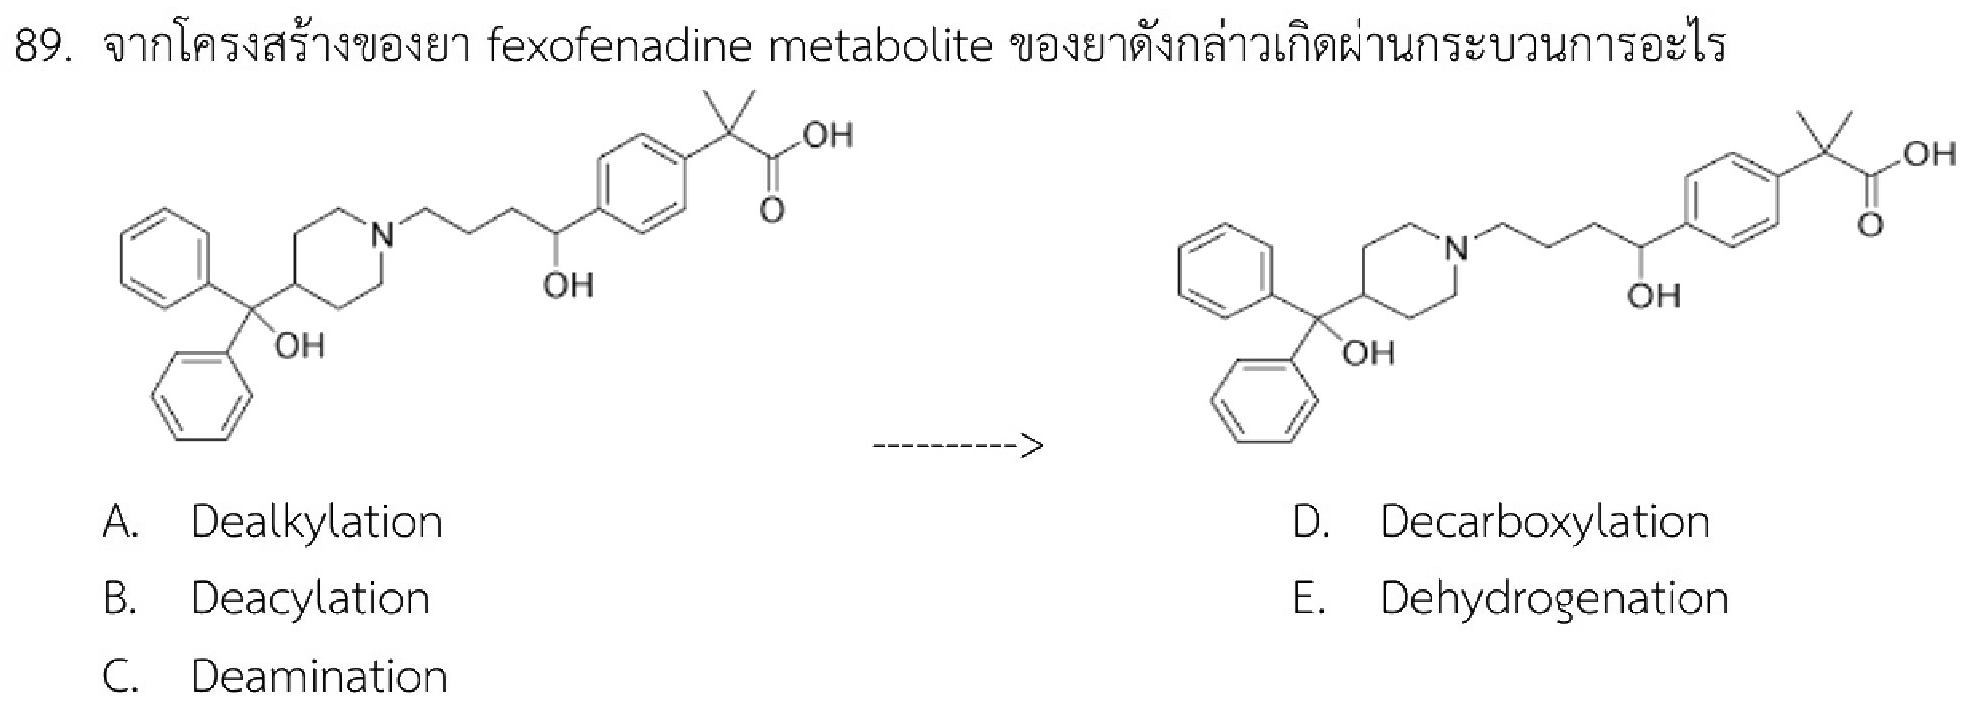 89. จากโครงสร้างของยา fexofenadine metabolite ของยาดังกล่าวเกิดผ่านกระบวนการอะไร
OH
O
N
OH
OH
OH
O
N
OH
OH
---------->
A. Dealkylation
D. Decarboxylation
B. Deacylation
E. Dehydrogenation
C. Deamination